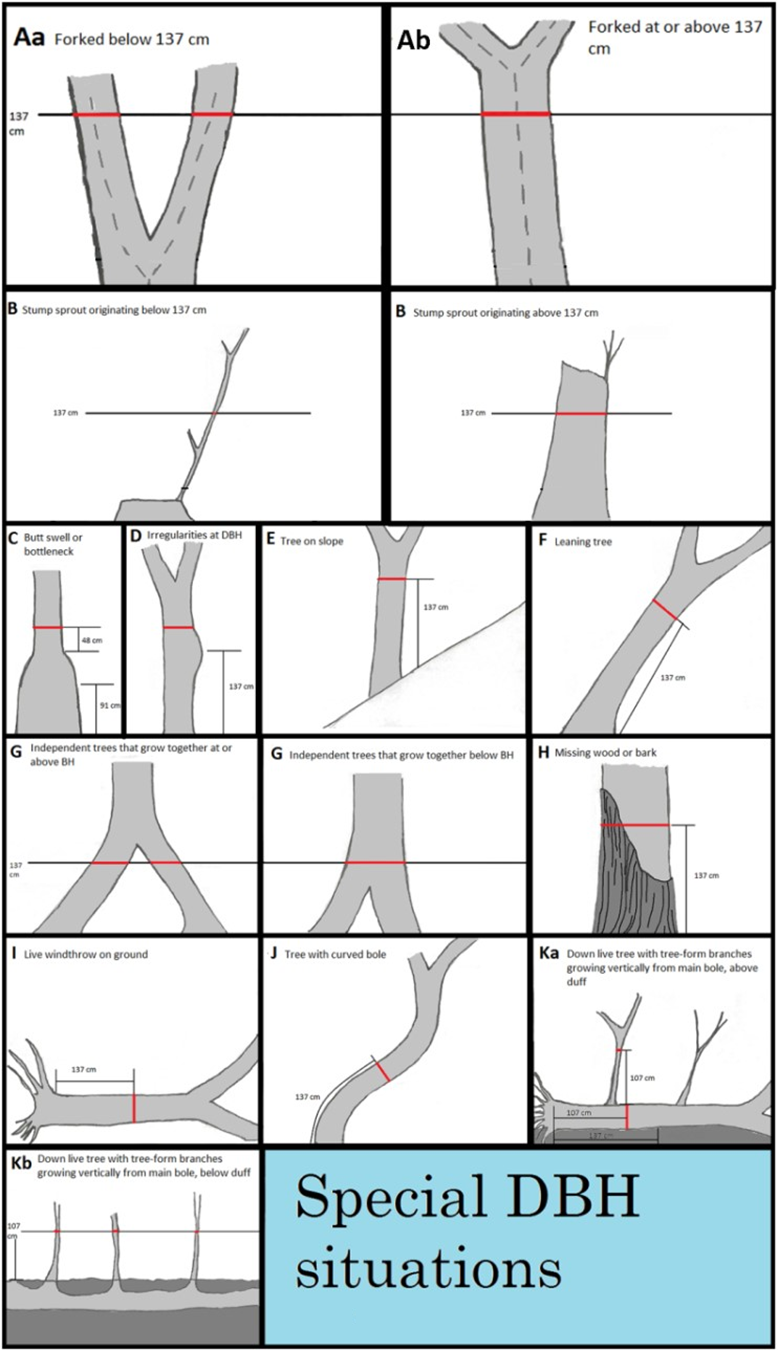 Aa Forked below 137 cm
137
cm
Ab Forked at or above 137
cm
B Stump sprout originating below 137 cm
137 cm
B Stump sprout originating above 137 cm
137 cm
C Butt swell or
bottleneck
48 cm
91 cm
D Irregularities at DBH
137 cm
E Tree on slope
137 cm
F Leaning tree
137 cm
G Independent trees that grow together at or
above BH
137
cm
G Independent trees that grow together below BH
H Missing wood or bark
137 cm
I Live windthrow on ground
137 cm
J Tree with curved bole
137 cm
Ka Down live tree with tree-form branches
growing vertically from main bole, above
duff
107 cm
107 cm
137 cm
Kb Down live tree with tree-form branches
growing vertically from main bole, below duff
107
cm
Special DBH
situations